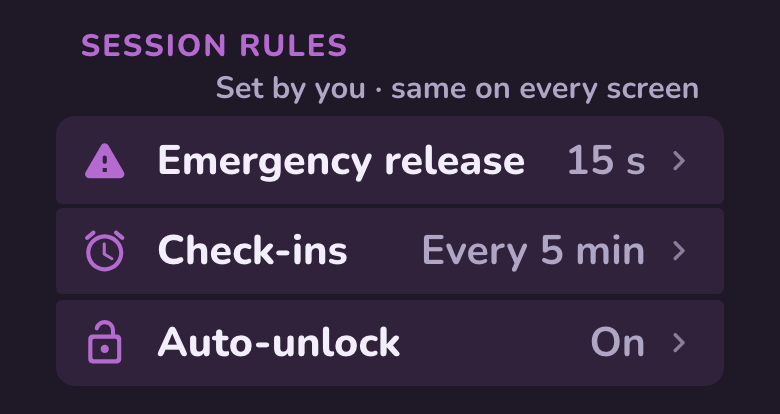 SESSION RULES
Set by you · same on every screen
Emergency release 15 s
Check-ins Every 5 min
Auto-unlock On